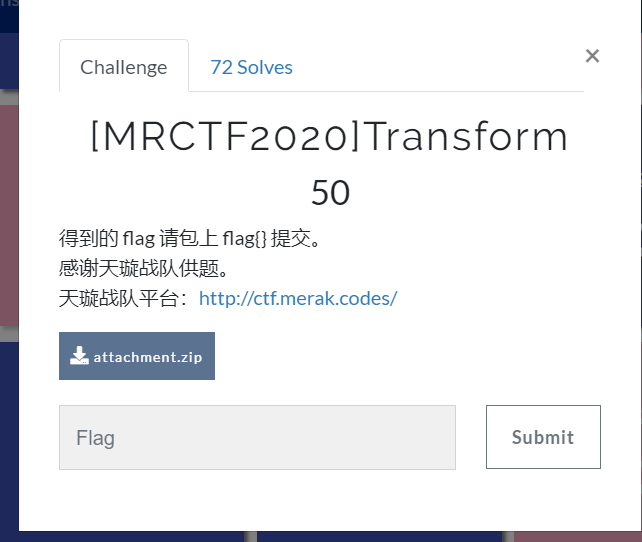 Challenge
72 Solves
×
[MRCTF2020]Transform
50
得到的 flag 请包上 flag{} 提交。
感谢天璇战队供题。
天璇战队平台：http://ctf.merak.codes/
attachment.zip
Flag
Submit